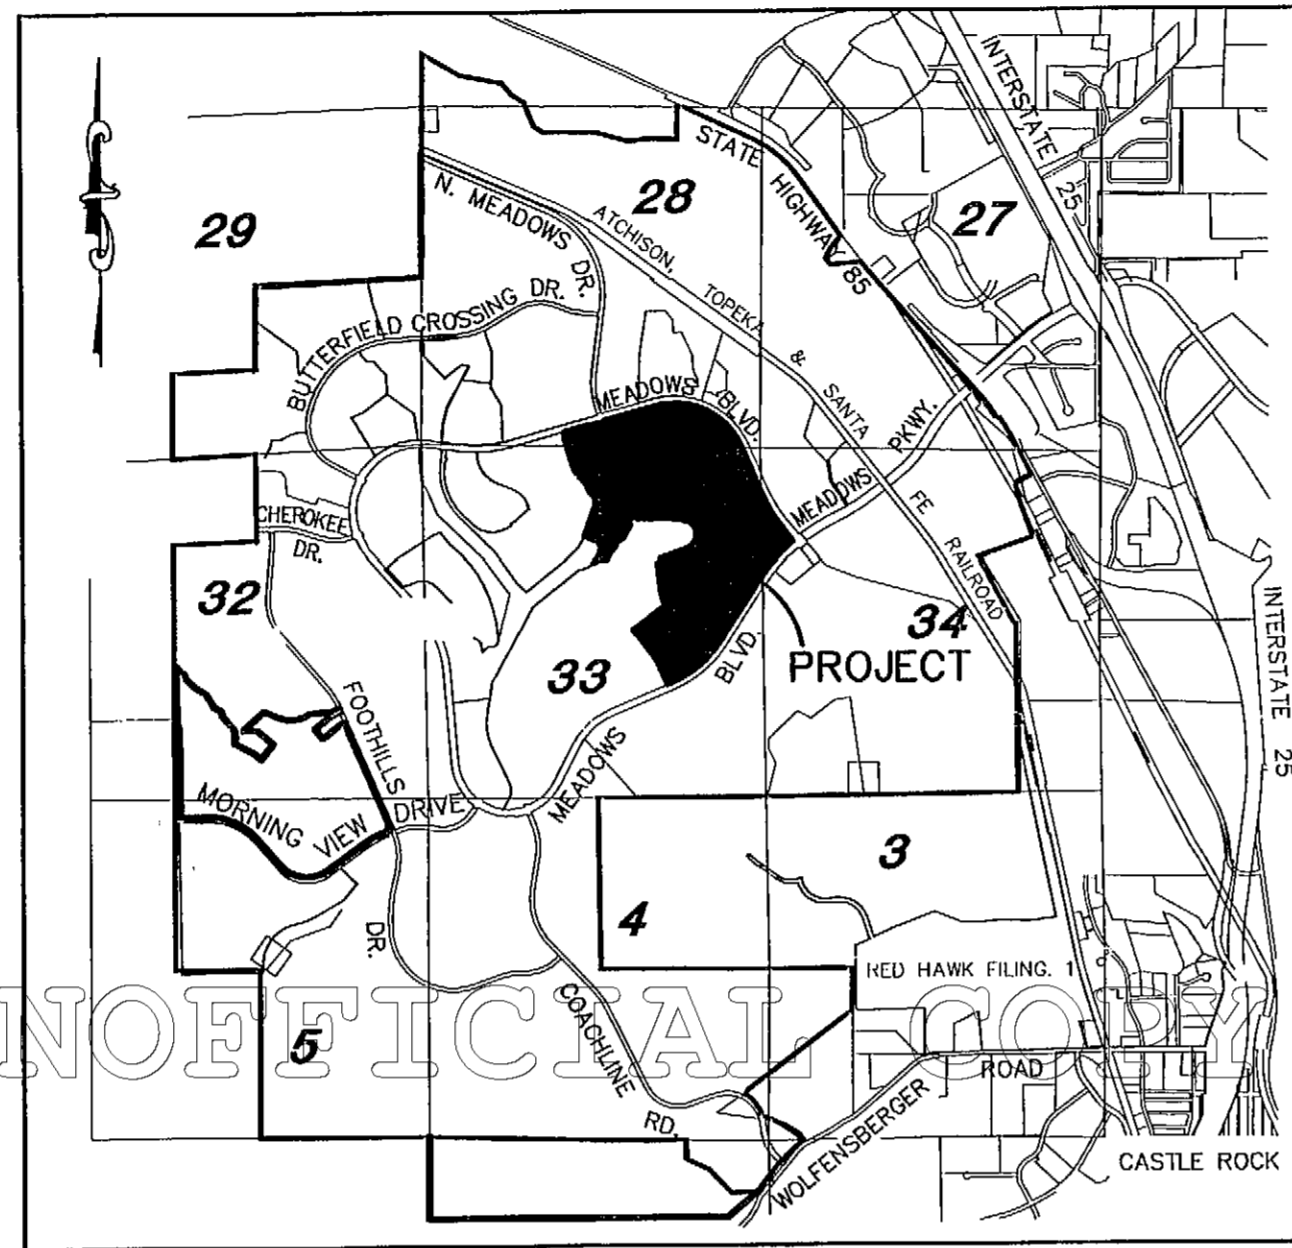 INTERSTATE
25
STATE
HIGHWAY 85
29
28
27
N. MEADOWS DR.
ATCHISON, TOPEKA & SANTA FE RAILROAD
BUTTERFIELD CROSSING DR.
MEADOWS BLVD.
MEADOWS PKWY.
CHEROKEE
DR.
32
33
34
PROJECT
INTERSTATE 25
FOOTHILLS
MEADOWS BLVD.
MORNING VIEW DRIVE
3
4
DR.
RED HAWK FILING. 1
NOFFICIAL COPY
5
COACHLINE RD.
WOLFENSBERGER ROAD
CASTLE ROCK